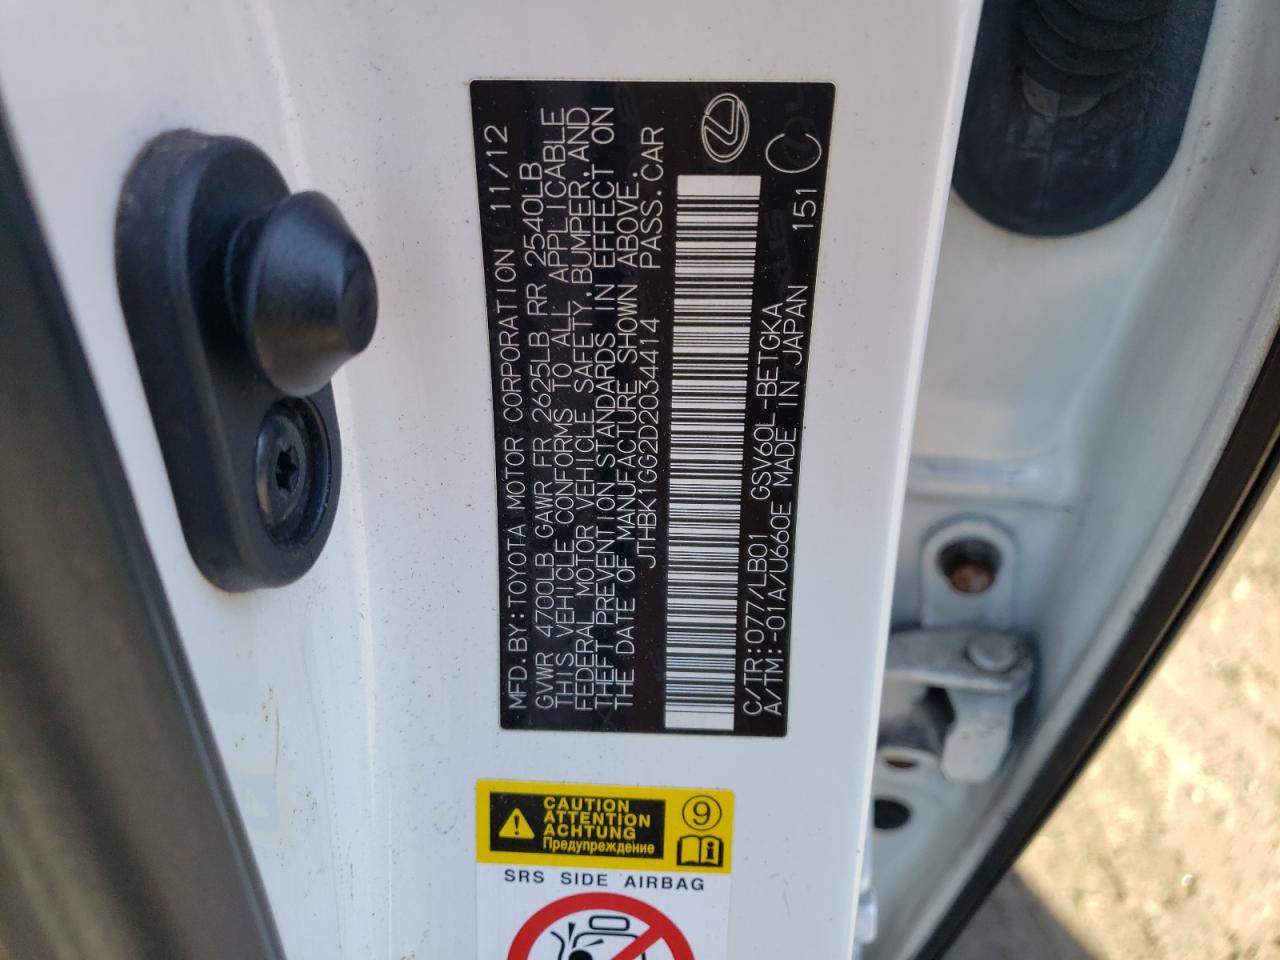 MFD. BY: TOYOTA MOTOR CORPORATION 11/12
GVWR 4700LB GAWR FR 2625LB RR 2540LB
THIS VEHICLE CONFORMS TO ALL APPLICABLE
FEDERAL MOTOR VEHICLE SAFETY, BUMPER, AND
THEFT PREVENTION STANDARDS IN EFFECT ON
THE DATE OF MANUFACTURE SHOWN ABOVE.
JTHBK1GG2D2034414 PASS. CAR
C/TR: 077/LB01 GSV60L-BETGKA
A/TM: -01A/U660E MADE IN JAPAN 151
CAUTION
ATTENTION
ACHTUNG
Предупреждение
9
i
SRS SIDE AIRBAG